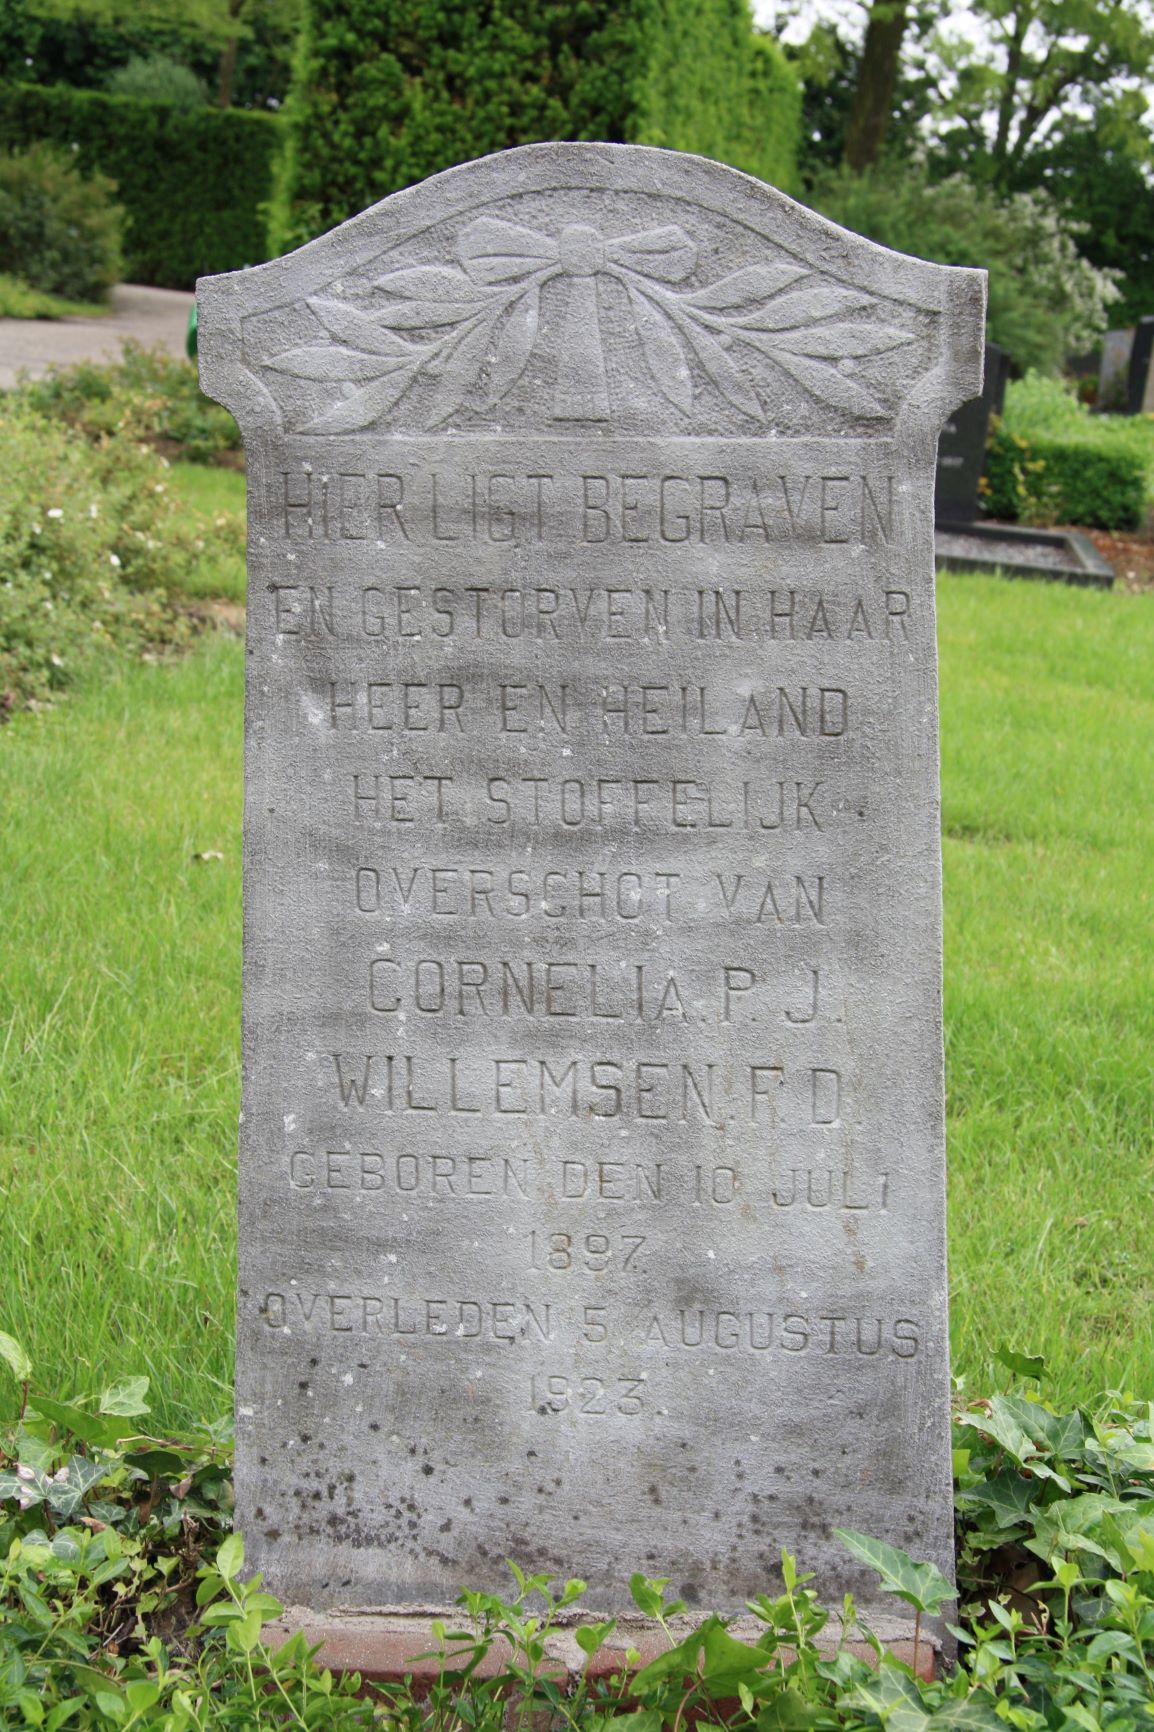 HIER LIGT BEGRAVEN
EN GESTORVEN IN HAAR
HEER EN HEILAND
HET STOFFELIJK
OVERSCHOT VAN
CORNELIA. P. J.
WILLEMSEN. F. D.
GEBOREN DEN 10 JULI
1897.
OVERLEDEN 5 AUGUSTUS
1923.